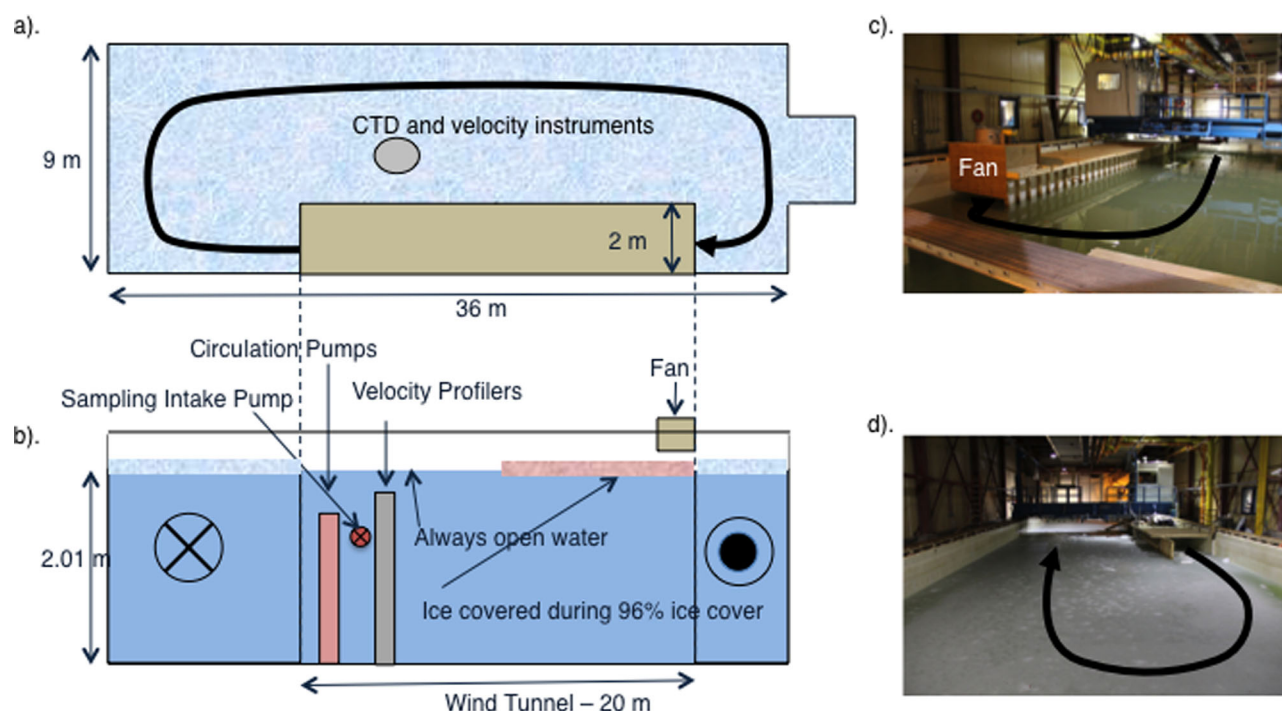 a).
9 m
CTD and velocity instruments
2 m
36 m
c).
Fan
Circulation Pumps
Sampling Intake Pump
Velocity Profilers
Fan
b).
2.01 m
Always open water
Ice covered during 96% ice cover
Wind Tunnel – 20 m
d).